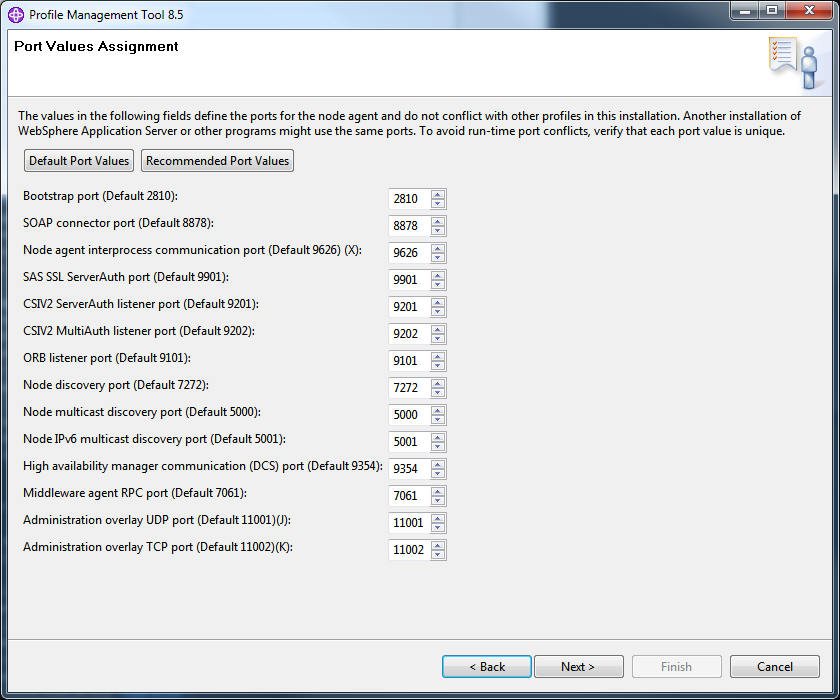 Profile Management Tool 8.5
Port Values Assignment
The values in the following fields define the ports for the node agent and do not conflict with other profiles in this installation. Another installation of
WebSphere Application Server or other programs might use the same ports. To avoid run-time port conflicts, verify that each port value is unique.
Default Port Values Recommended Port Values
Bootstrap port (Default 2810): 2810
SOAP connector port (Default 8878): 8878
Node agent interprocess communication port (Default 9626) (X): 9626
SAS SSL ServerAuth port (Default 9901): 9901
CSIV2 ServerAuth listener port (Default 9201): 9201
CSIV2 MultiAuth listener port (Default 9202): 9202
ORB listener port (Default 9101): 9101
Node discovery port (Default 7272): 7272
Node multicast discovery port (Default 5000): 5000
Node IPv6 multicast discovery port (Default 5001): 5001
High availability manager communication (DCS) port (Default 9354): 9354
Middleware agent RPC port (Default 7061): 7061
Administration overlay UDP port (Default 11001)(J): 11001
Administration overlay TCP port (Default 11002)(K): 11002
< Back Next > Finish Cancel